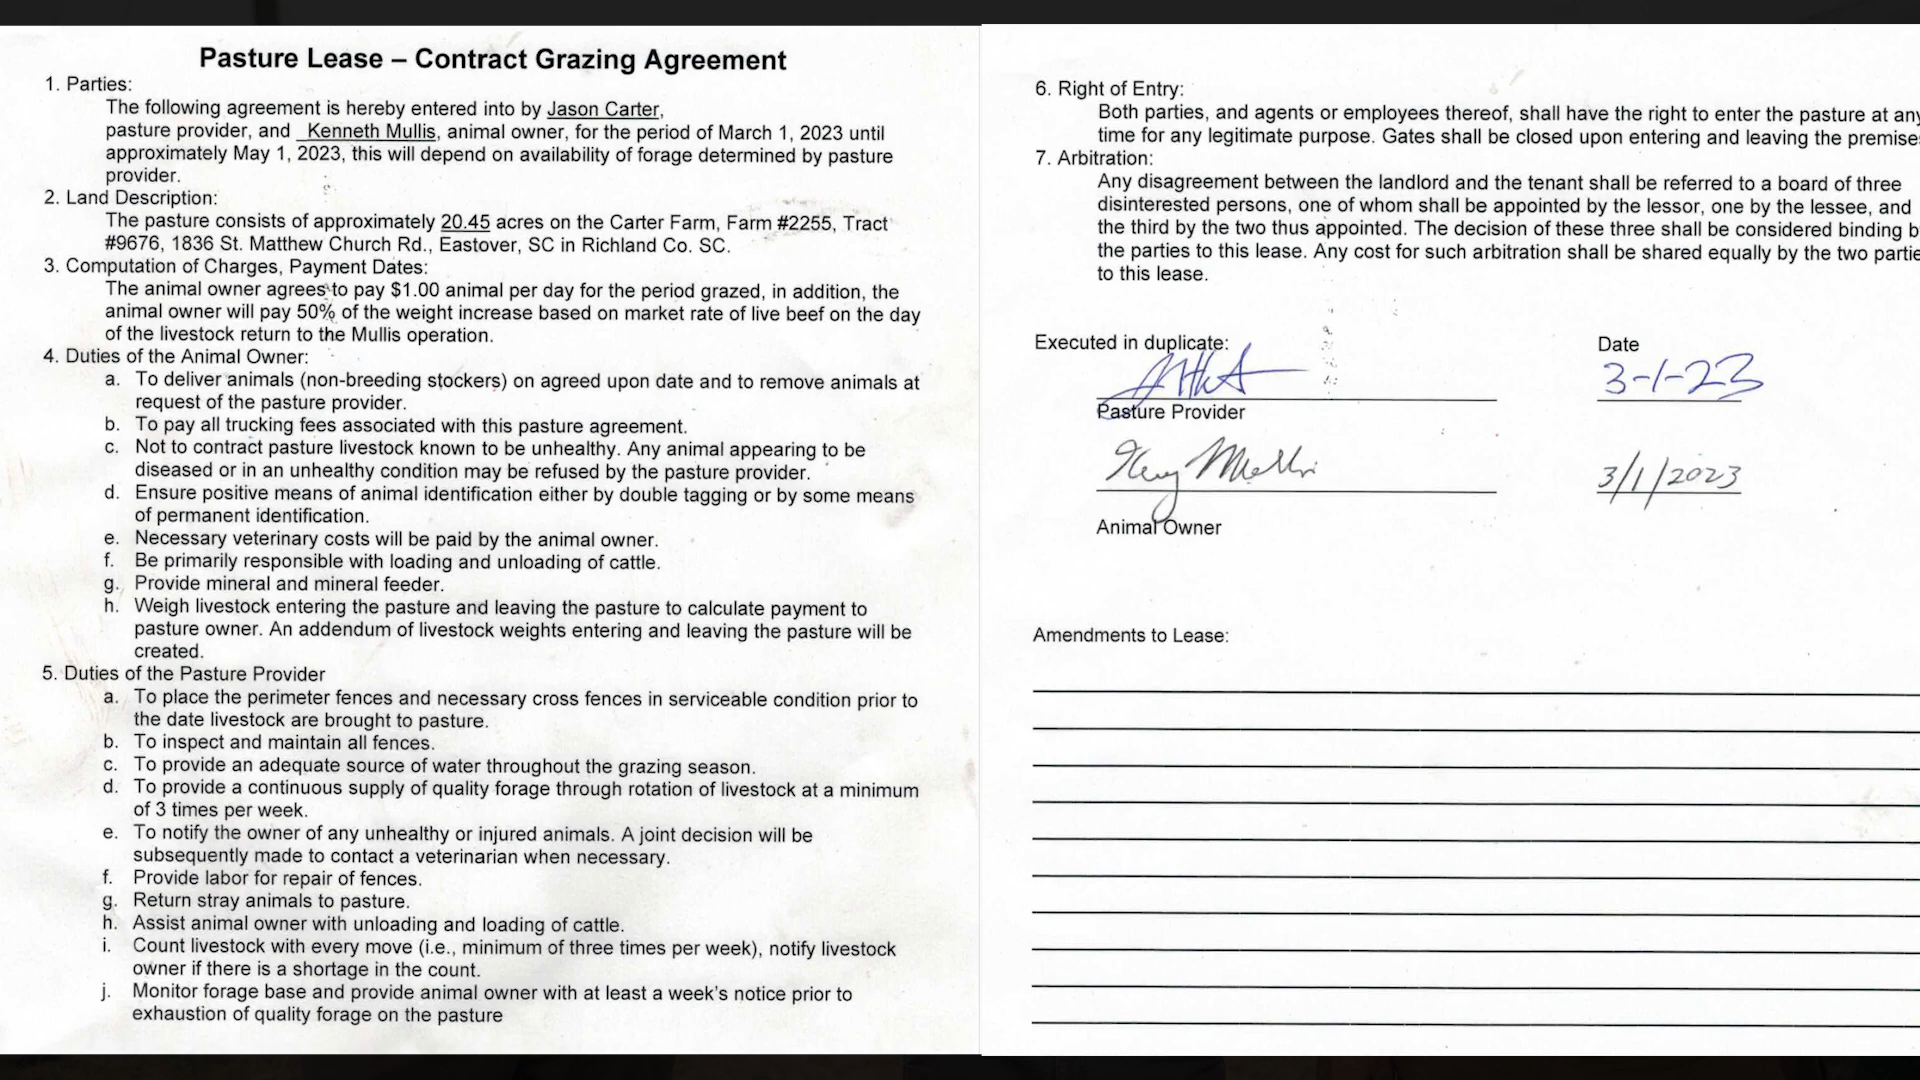 Pasture Lease – Contract Grazing Agreement
1. Parties:
The following agreement is hereby entered into by Jason Carter,
pasture provider, and _Kenneth Mullis, animal owner, for the period of March 1, 2023 until
approximately May 1, 2023, this will depend on availability of forage determined by pasture
provider.
2. Land Description:
The pasture consists of approximately 20.45 acres on the Carter Farm, Farm #2255, Tract
#9676, 1836 St. Matthew Church Rd., Eastover, SC in Richland Co. SC.
3. Computation of Charges, Payment Dates:
The animal owner agrees to pay $1.00 animal per day for the period grazed, in addition, the
animal owner will pay 50% of the weight increase based on market rate of live beef on the day
of the livestock return to the Mullis operation.
4. Duties of the Animal Owner:
a. To deliver animals (non-breeding stockers) on agreed upon date and to remove animals at
request of the pasture provider.
b. To pay all trucking fees associated with this pasture agreement.
c. Not to contract pasture livestock known to be unhealthy. Any animal appearing to be
diseased or in an unhealthy condition may be refused by the pasture provider.
d. Ensure positive means of animal identification either by double tagging or by some means
of permanent identification.
e. Necessary veterinary costs will be paid by the animal owner.
f. Be primarily responsible with loading and unloading of cattle.
g. Provide mineral and mineral feeder.
h. Weigh livestock entering the pasture and leaving the pasture to calculate payment to
pasture owner. An addendum of livestock weights entering and leaving the pasture will be
created.
5. Duties of the Pasture Provider
a. To place the perimeter fences and necessary cross fences in serviceable condition prior to
the date livestock are brought to pasture.
b. To inspect and maintain all fences.
c. To provide an adequate source of water throughout the grazing season.
d. To provide a continuous supply of quality forage through rotation of livestock at a minimum
of 3 times per week.
e. To notify the owner of any unhealthy or injured animals. A joint decision will be
subsequently made to contact a veterinarian when necessary.
f. Provide labor for repair of fences.
g. Return stray animals to pasture.
h. Assist animal owner with unloading and loading of cattle.
i. Count livestock with every move (i.e., minimum of three times per week), notify livestock
owner if there is a shortage in the count.
j. Monitor forage base and provide animal owner with at least a week's notice prior to
exhaustion of quality forage on the pasture
6. Right of Entry:
Both parties, and agents or employees thereof, shall have the right to enter the pasture at any
time for any legitimate purpose. Gates shall be closed upon entering and leaving the premise
7. Arbitration:
Any disagreement between the landlord and the tenant shall be referred to a board of three
disinterested persons, one of whom shall be appointed by the lessor, one by the lessee, and
the third by the two thus appointed. The decision of these three shall be considered binding b
the parties to this lease. Any cost for such arbitration shall be shared equally by the two partie
to this lease.
Executed in duplicate:
Date
3-1-23
Pasture Provider
Mullis
3/1/2023
Animal Owner
Amendments to Lease: